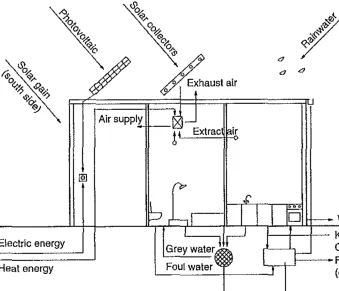 Photovoltaic
Solar collectors
Rainwater
Solar gain
(south side)
Exhaust air
Air supply
Extract air
Electric energy
Grey water
Heat energy
Foul water